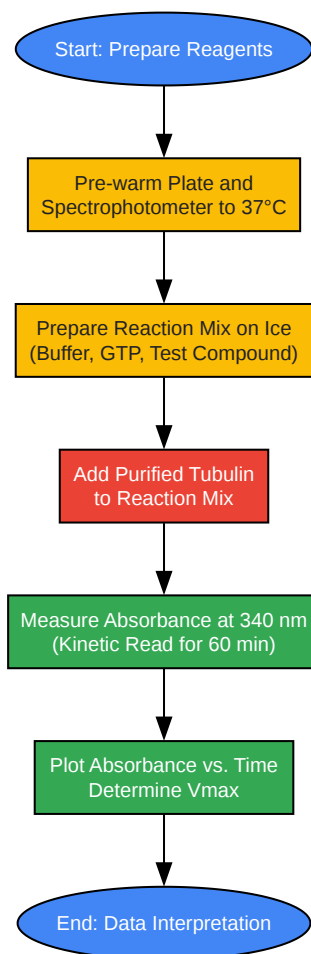 Start: Prepare Reagents
Pre-warm Plate and
Spectrophotometer to 37°C
Prepare Reaction Mix on Ice
(Buffer, GTP, Test Compound)
Add Purified Tubulin
to Reaction Mix
Measure Absorbance at 340 nm
(Kinetic Read for 60 min)
Plot Absorbance vs. Time
Determine Vmax
End: Data Interpretation